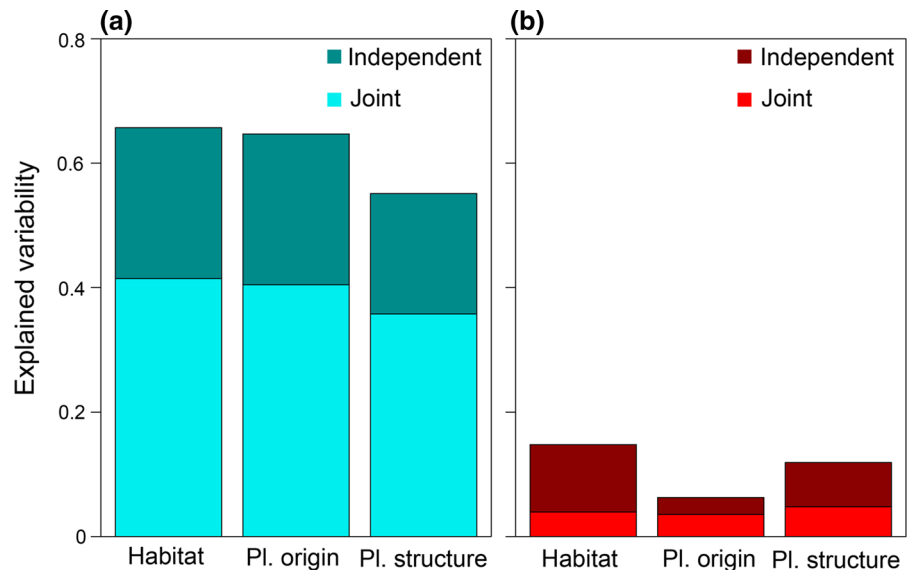 (a)
Explained variability
0.8
0.6
0.4
0.2
0
Independent
Joint
Habitat
Pl. origin
Pl. structure
(b)
Independent
Joint
Habitat
Pl. origin
Pl. structure